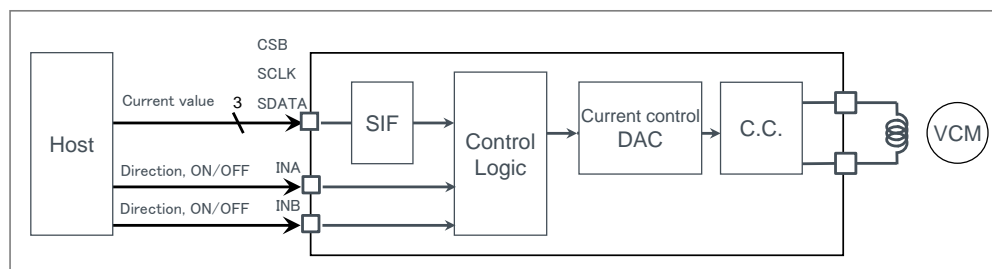 CSB
SCLK
Current value
3
SDATA
Host
SIF
Control
Logic
Current control
DAC
C.C.
VCM
Direction, ON/OFF
INA
Direction, ON/OFF
INB